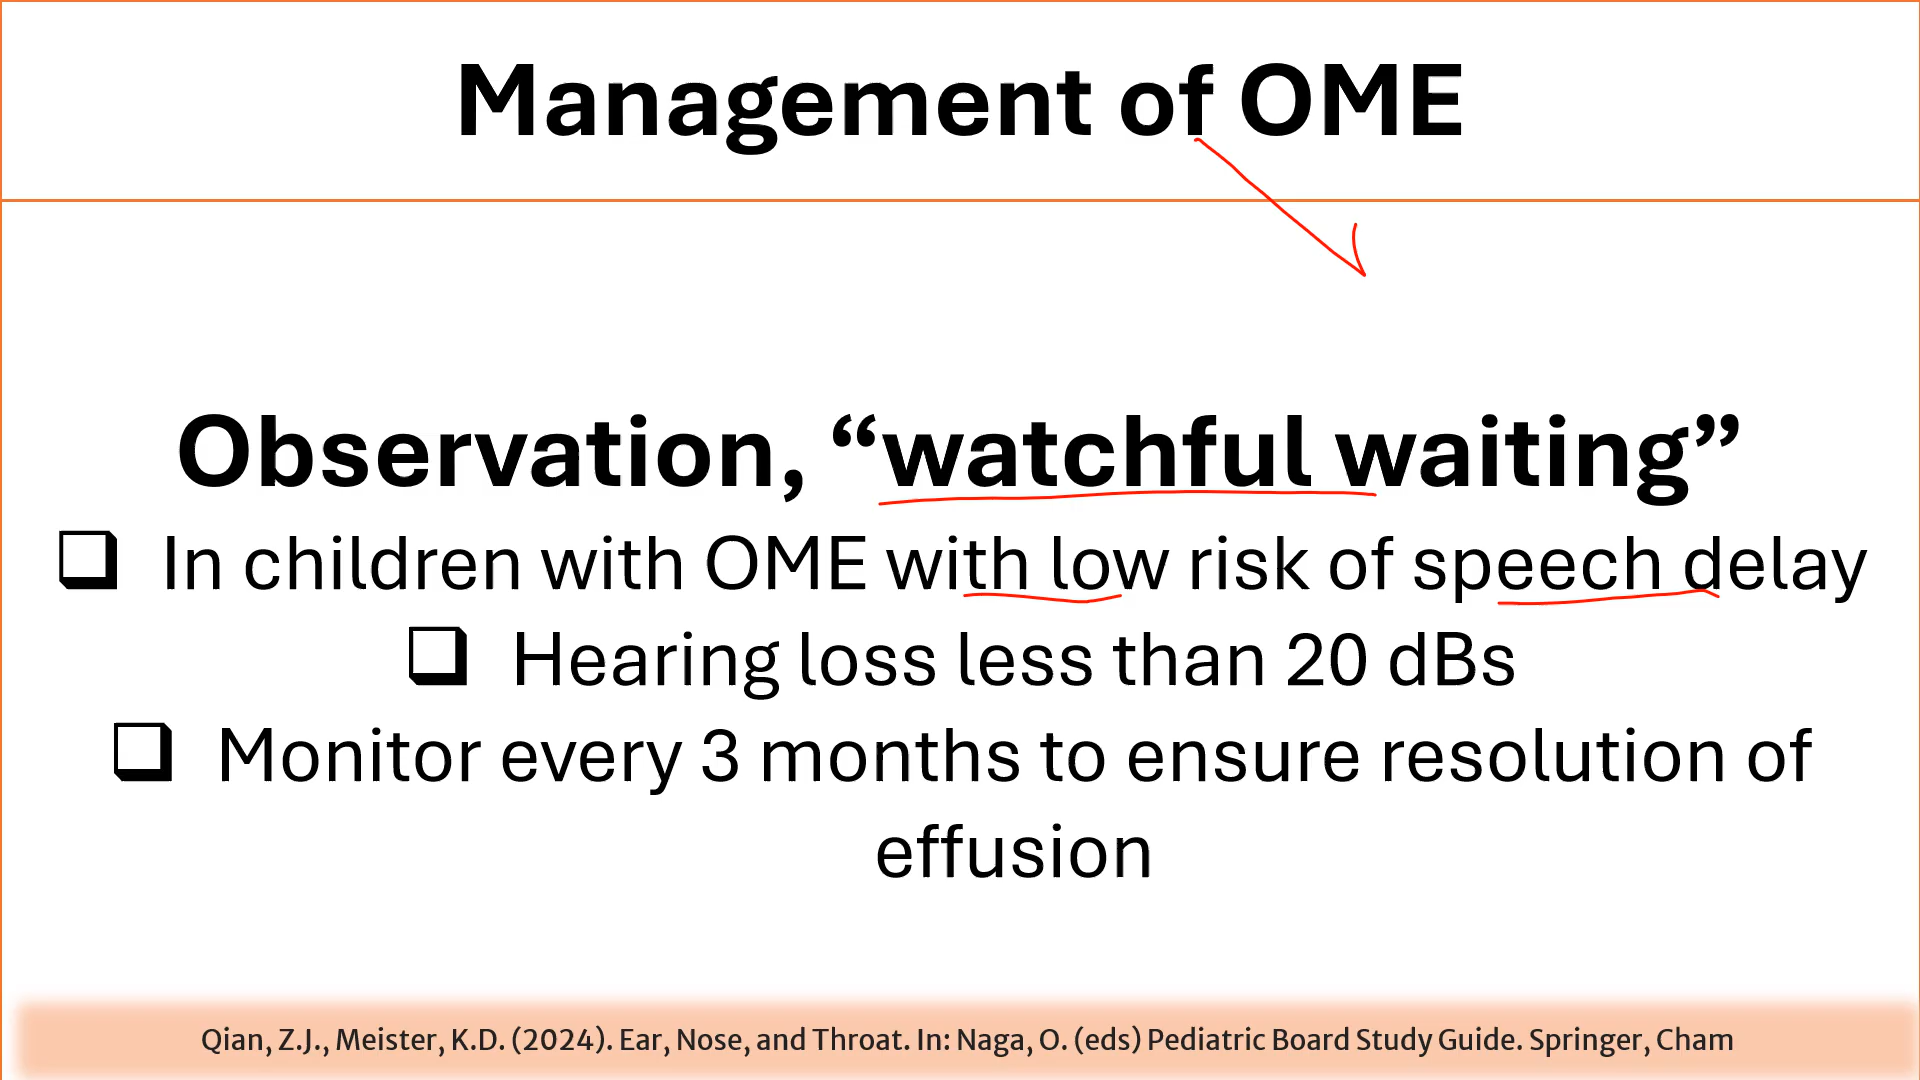 Management of OME
Observation, “watchful waiting”
❑ In children with OME with low risk of speech delay
❑ Hearing loss less than 20 dBs
❑ Monitor every 3 months to ensure resolution of
effusion
Qian, Z.J., Meister, K.D. (2024). Ear, Nose, and Throat. In: Naga, O. (eds) Pediatric Board Study Guide. Springer, Cham